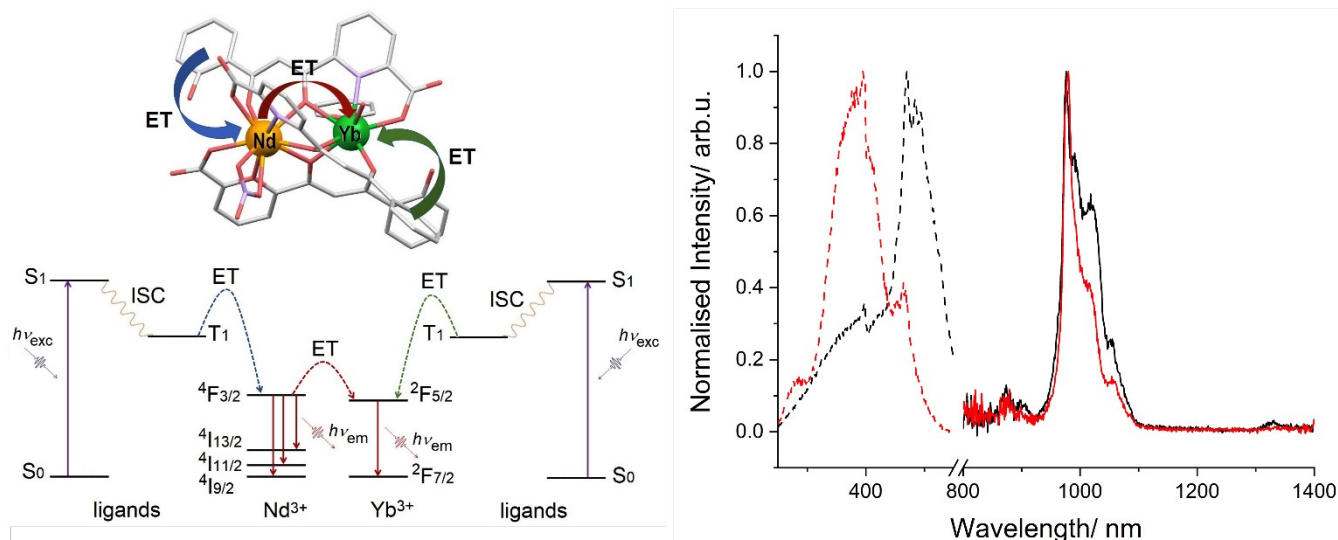 ET
ET
Nd
Yb
ET
S1
ISC
ET
ET
ISC
S1
hνexc
T1
ET
T1
hνexc
4F3/2
2F5/2
4I13/2
hνem
hνem
4I11/2
S0
4I9/2
2F7/2
S0
ligands
Nd3+
Yb3+
ligands
Normalised Intensity/ arb.u.
1.0
0.8
0.6
0.4
0.2
0.0
400
800
1000
1200
1400
Wavelength/ nm